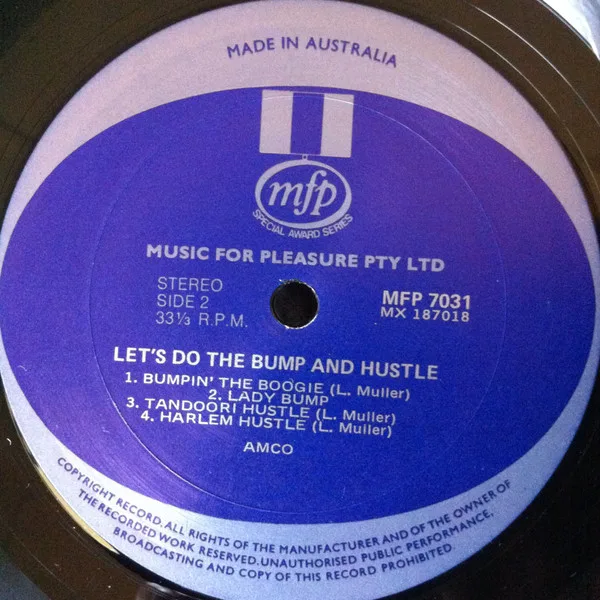 MADE IN AUSTRALIA
mfp
SPECIAL AWARD SERIES
MUSIC FOR PLEASURE PTY LTD
STEREO
SIDE 2
33⅓ R.P.M.
MFP 7031
MX 187018
LET'S DO THE BUMP AND HUSTLE
1. BUMPIN' THE BOOGIE (L. Muller)
2. LADY BUMP
3. TANDOORI HUSTLE (L. Muller)
4. HARLEM HUSTLE (L. Muller)
AMCO
COPYRIGHT RECORD. ALL RIGHTS OF THE MANUFACTURER AND OF THE OWNER OF
THE RECORDED WORK RESERVED. UNAUTHORISED PUBLIC PERFORMANCE,
BROADCASTING AND COPY OF THIS RECORD PROHIBITED.